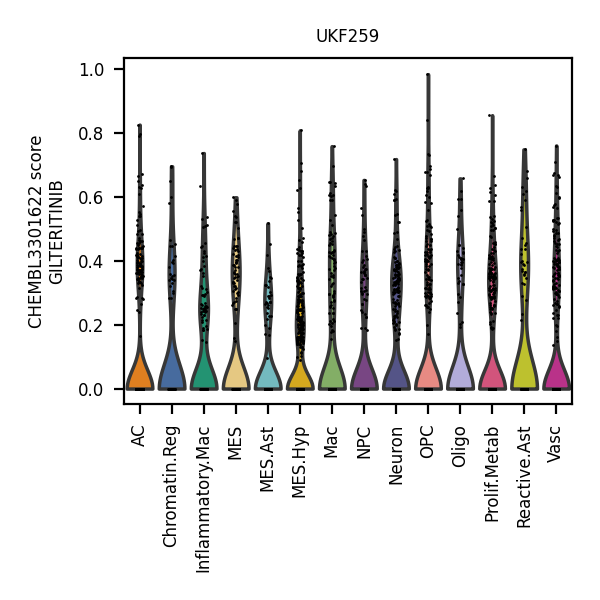 UKF259
CHEMBL3301622 score
GILTERITINIB
1.0
0.8
0.6
0.4
0.2
0.0
AC
Chromatin.Reg
Inflammatory.Mac
MES
MES.Ast
MES.Hyp
Mac
NPC
Neuron
OPC
Oligo
Prolif.Metab
Reactive.Ast
Vasc